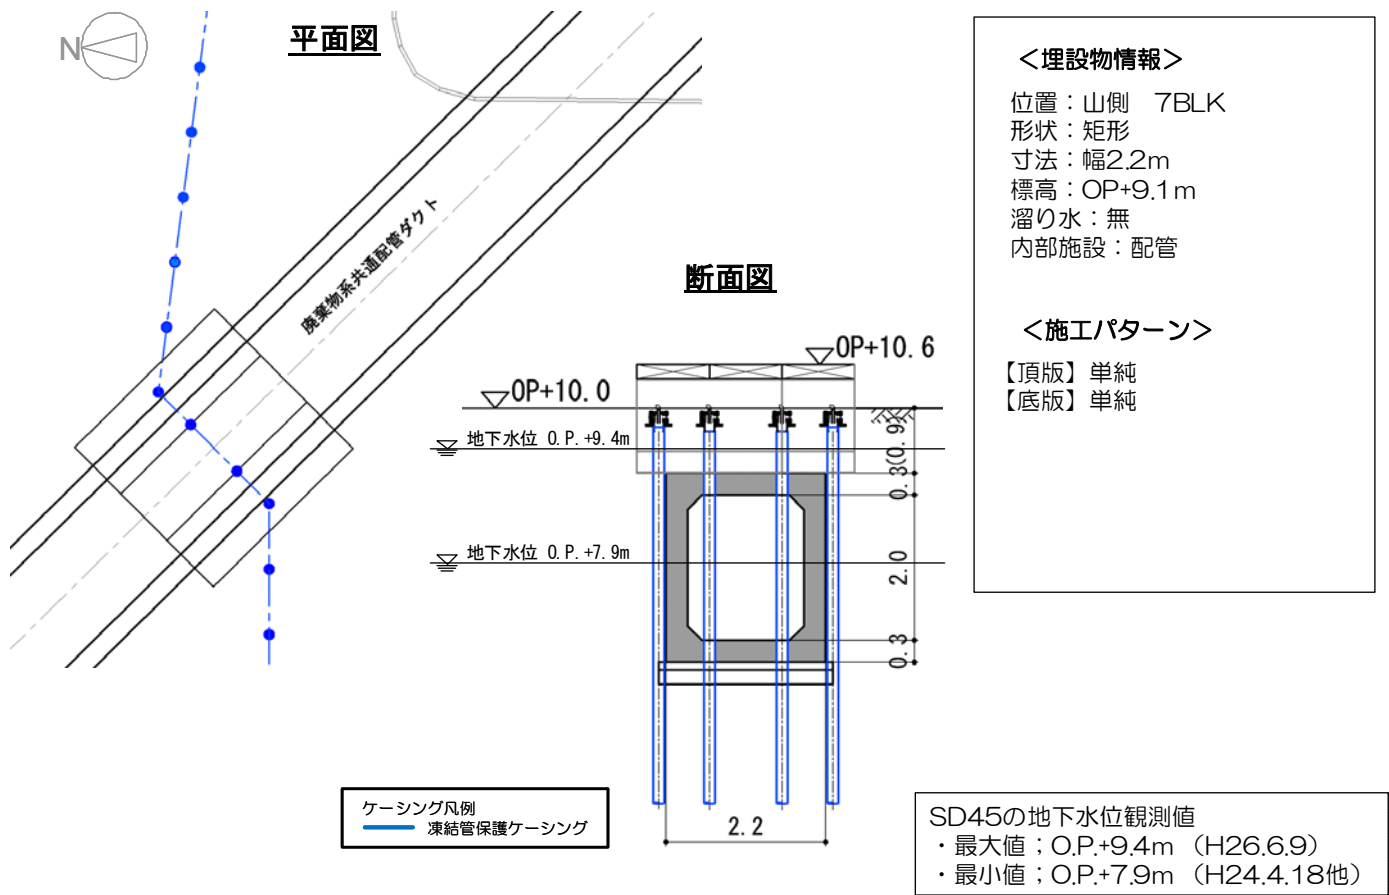 平面図
N
廃棄物系共通配管ダクト
断面図
OP+10.6
OP+10.0
地下水位 O.P.+9.4m
地下水位 O.P.+7.9m
(0.9)
0.3
2.0
0.3
2.2
ケーシング凡例
凍結管保護ケーシング
＜埋設物情報＞
位置：山側　7BLK
形状：矩形
寸法：幅2.2m
標高：OP+9.1m
溜り水：無
内部施設：配管
＜施工パターン＞
【頂版】単純
【底版】単純
SD45の地下水位観測値
・最大値；O.P.+9.4m （H26.6.9）
・最小値；O.P.+7.9m （H24.4.18他）